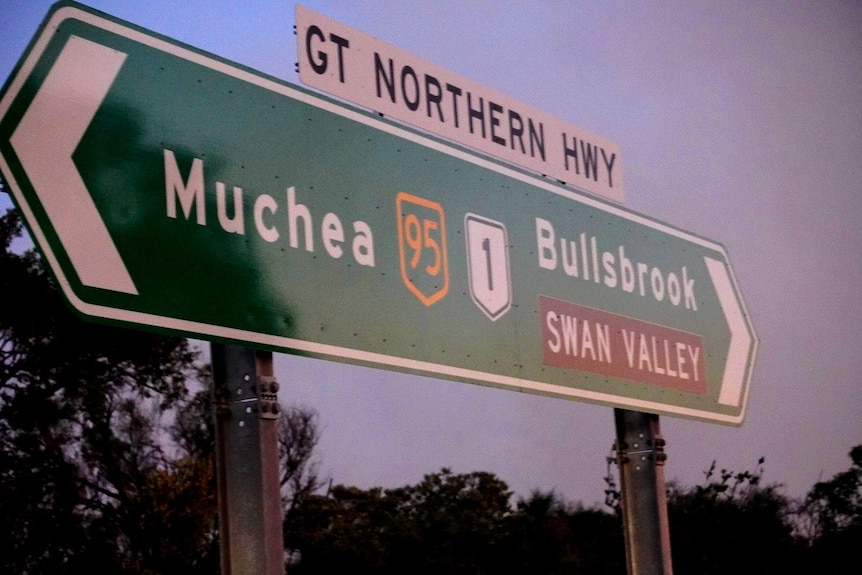 GT NORTHERN HWY
Muchea 95 1 Bullsbrook
SWAN VALLEY